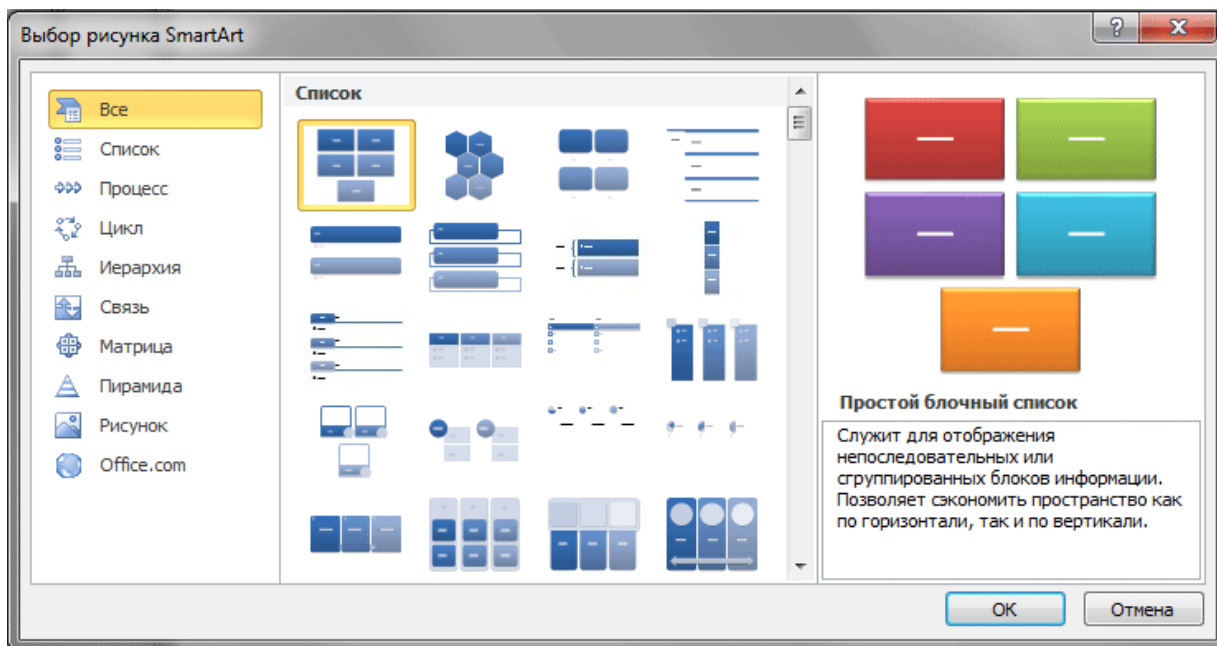 Выбор рисунка SmartArt
?
X
Все
Список
Процесс
Цикл
Иерархия
Связь
Матрица
Пирамида
Рисунок
Office.com
Список
Простой блочный список
Служит для отображения
непоследовательных или
сгруппированных блоков информации.
Позволяет сэкономить пространство как
по горизонтали, так и по вертикали.
ОК
Отмена